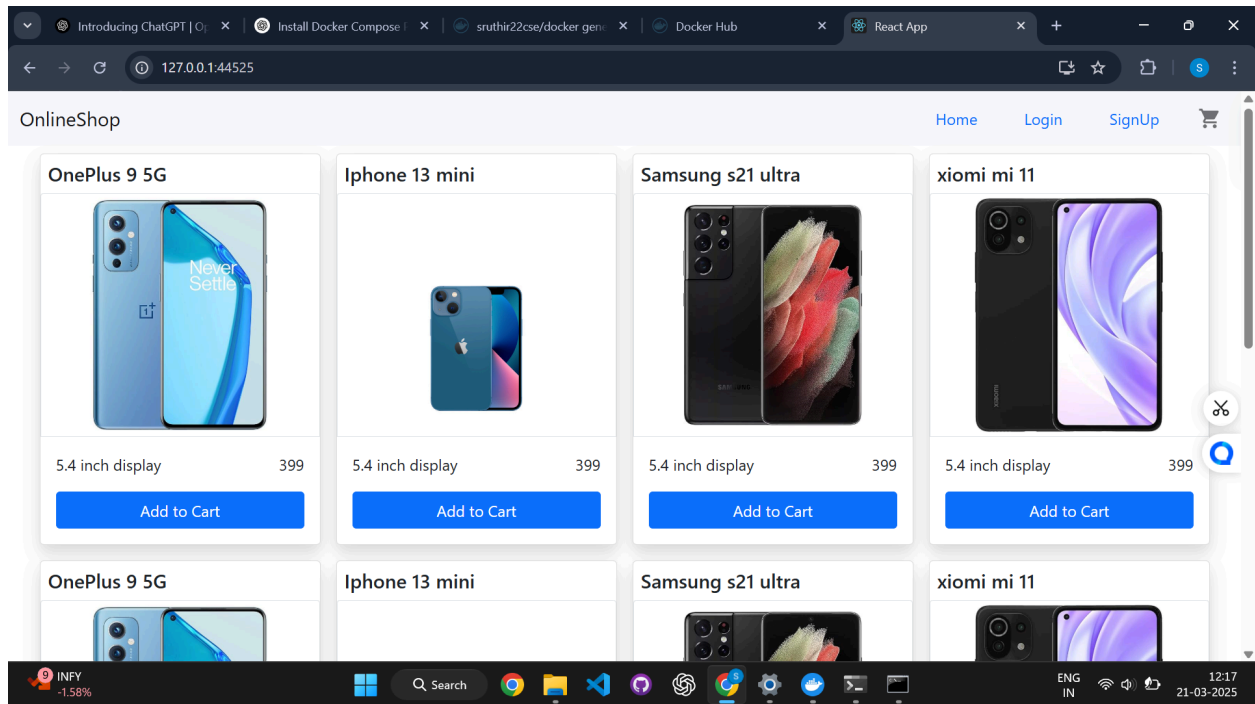 Introducing ChatGPT | Op
Install Docker Compose
sruthir22cse/docker gene
Docker Hub
React App
127.0.0.1:44525
S
OnlineShop
Home
Login
SignUp
OnePlus 9 5G
Iphone 13 mini
Samsung s21 ultra
xiomi mi 11
Never
Settle
SAMSUNG
xiaomi
5.4 inch display 399
5.4 inch display 399
5.4 inch display 399
5.4 inch display 399
Add to Cart
Add to Cart
Add to Cart
Add to Cart
OnePlus 9 5G
Iphone 13 mini
Samsung s21 ultra
xiomi mi 11
9
INFY
-1.58%
Search
S
ENG
IN
12:17
21-03-2025